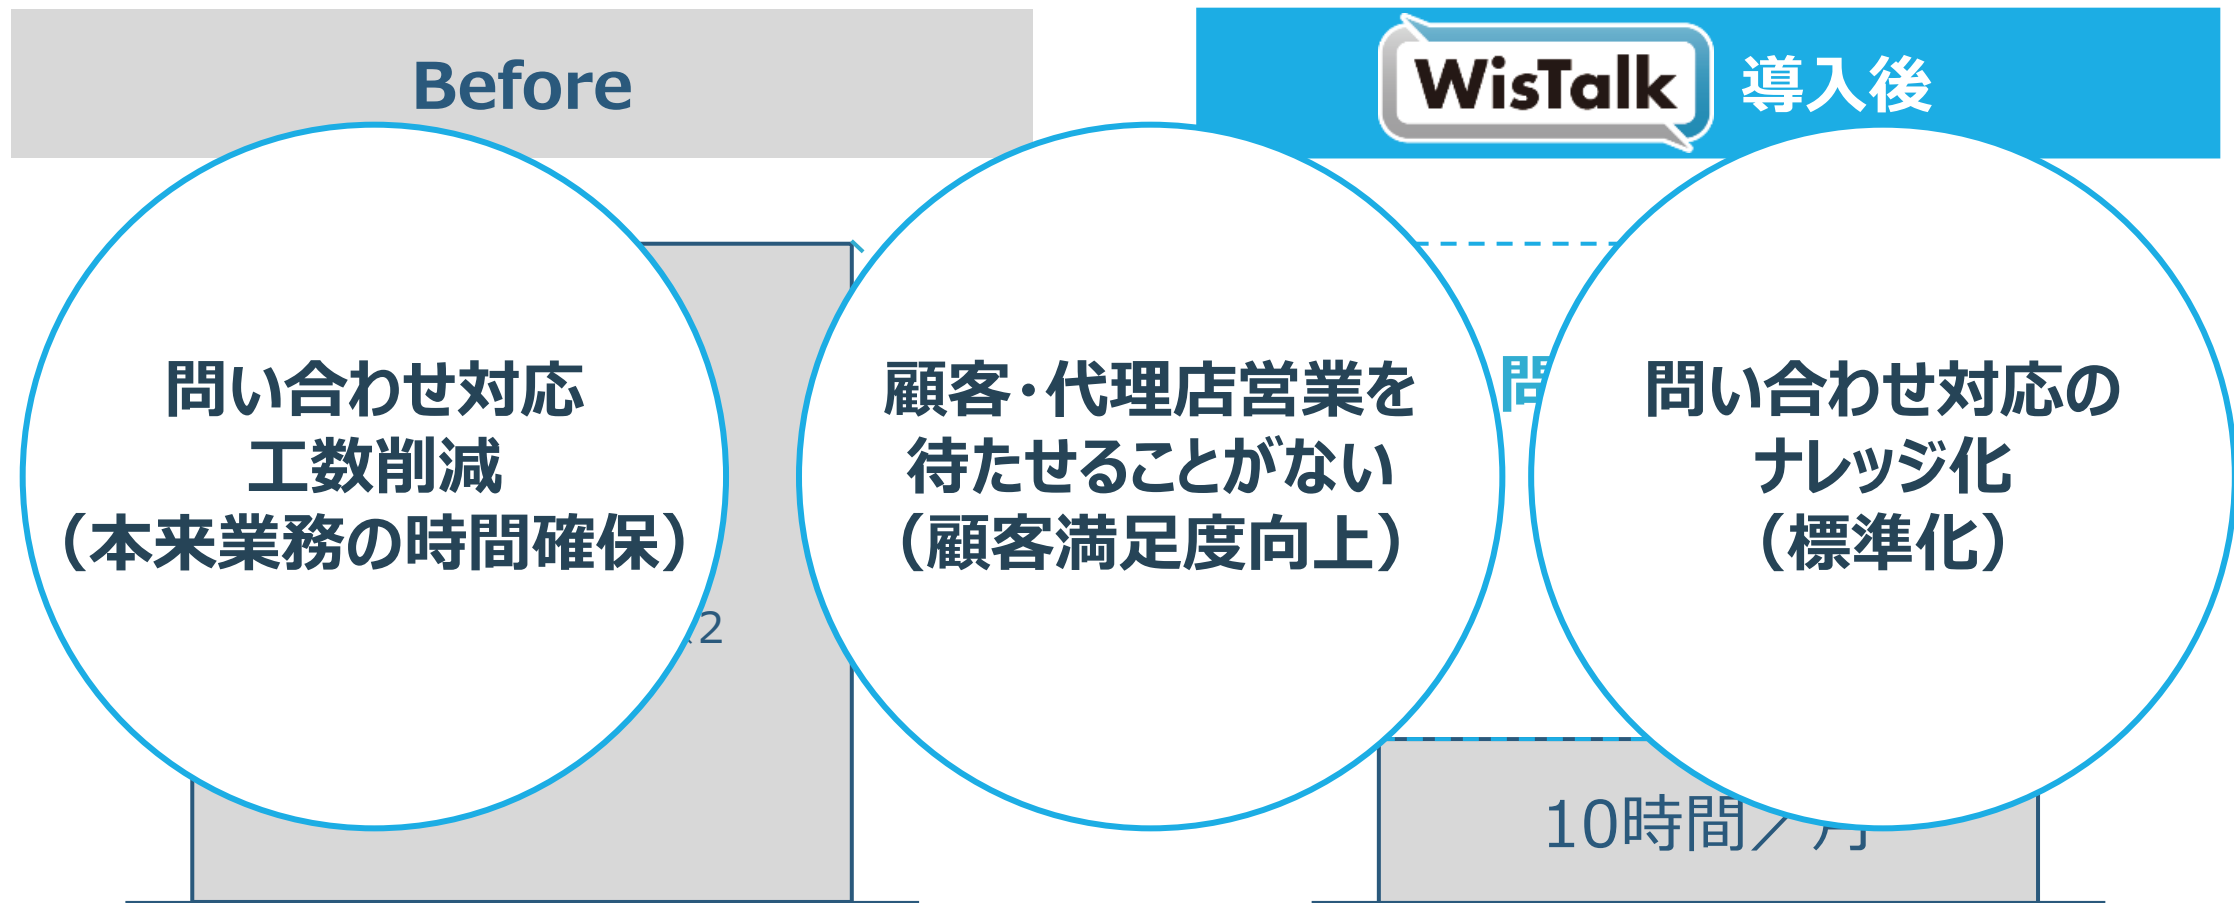 Before
WisTalk 導入後
問い合わせ対応
工数削減
（本来業務の時間確保）
顧客・代理店営業を
待たせることがない
（顧客満足度向上）
問い合わせ対応の
ナレッジ化
（標準化）
2
問
10時間／月